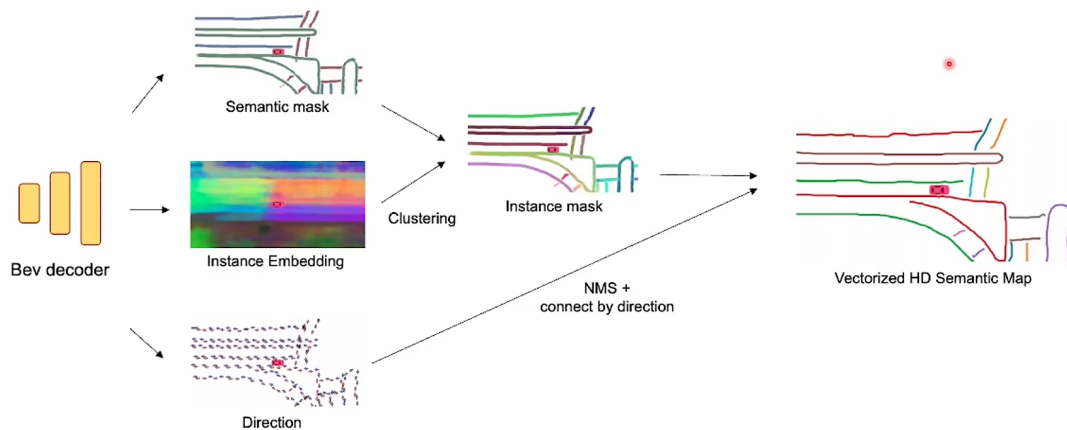 Semantic mask
Bev decoder
Instance Embedding
Clustering
Instance mask
NMS +
connect by direction
Vectorized HD Semantic Map
Direction